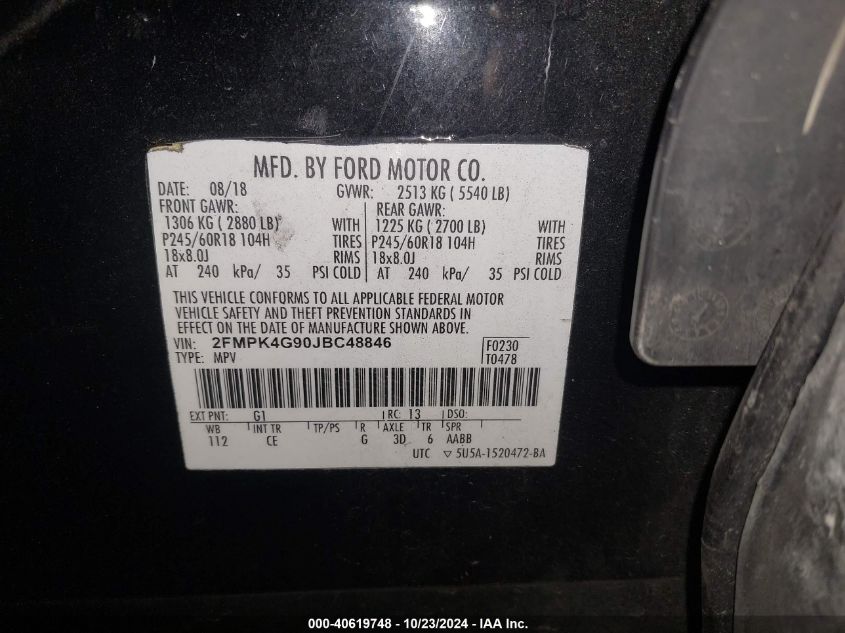 MFD. BY FORD MOTOR CO.
DATE: 08/18 GVWR: 2513 KG ( 5540 LB)
FRONT GAWR: REAR GAWR:
1306 KG ( 2880 LB) WITH 1225 KG ( 2700 LB) WITH
P245/60R18 104H TIRES P245/60R18 104H TIRES
18x8.0J RIMS 18x8.0J RIMS
AT 240 kPa/ 35 PSI COLD AT 240 kPa/ 35 PSI COLD
THIS VEHICLE CONFORMS TO ALL APPLICABLE FEDERAL MOTOR
VEHICLE SAFETY AND THEFT PREVENTION STANDARDS IN
EFFECT ON THE DATE OF MANUFACTURE SHOWN ABOVE.
VIN: 2FMPK4G90JBC48846 F0230
TYPE: MPV T0478
EXT PNT: G1 RC: 13 DSO:
WB INT TR TP/PS R AXLE TR SPR
112 CE G 3D 6 AABB
UTC ▽ 5U5A-1520472-BA
000-40619748 - 10/23/2024 - IAA Inc.